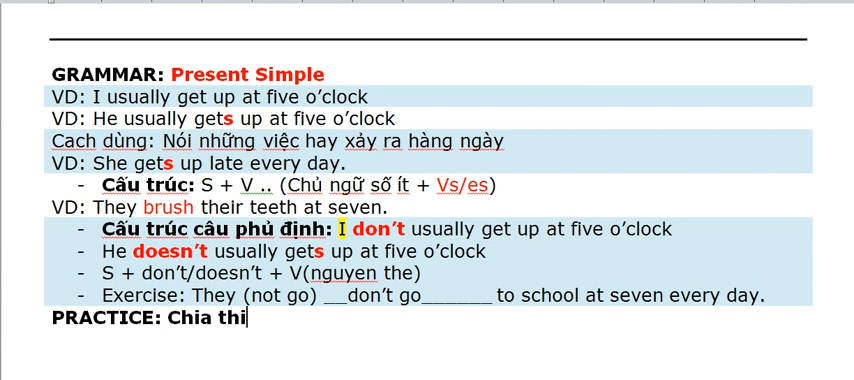 GRAMMAR: Present Simple
VD: I usually get up at five o’clock
VD: He usually gets up at five o’clock
Cach dùng: Nói những việc hay xảy ra hàng ngày
VD: She gets up late every day.
- Cấu trúc: S + V .. (Chủ ngữ số ít + Vs/es)
VD: They brush their teeth at seven.
- Cấu trúc câu phủ định: I don’t usually get up at five o’clock
- He doesn’t usually gets up at five o’clock
- S + don’t/doesn’t + V(nguyen the)
- Exercise: They (not go) __don’t go______ to school at seven every day.
PRACTICE: Chia thi